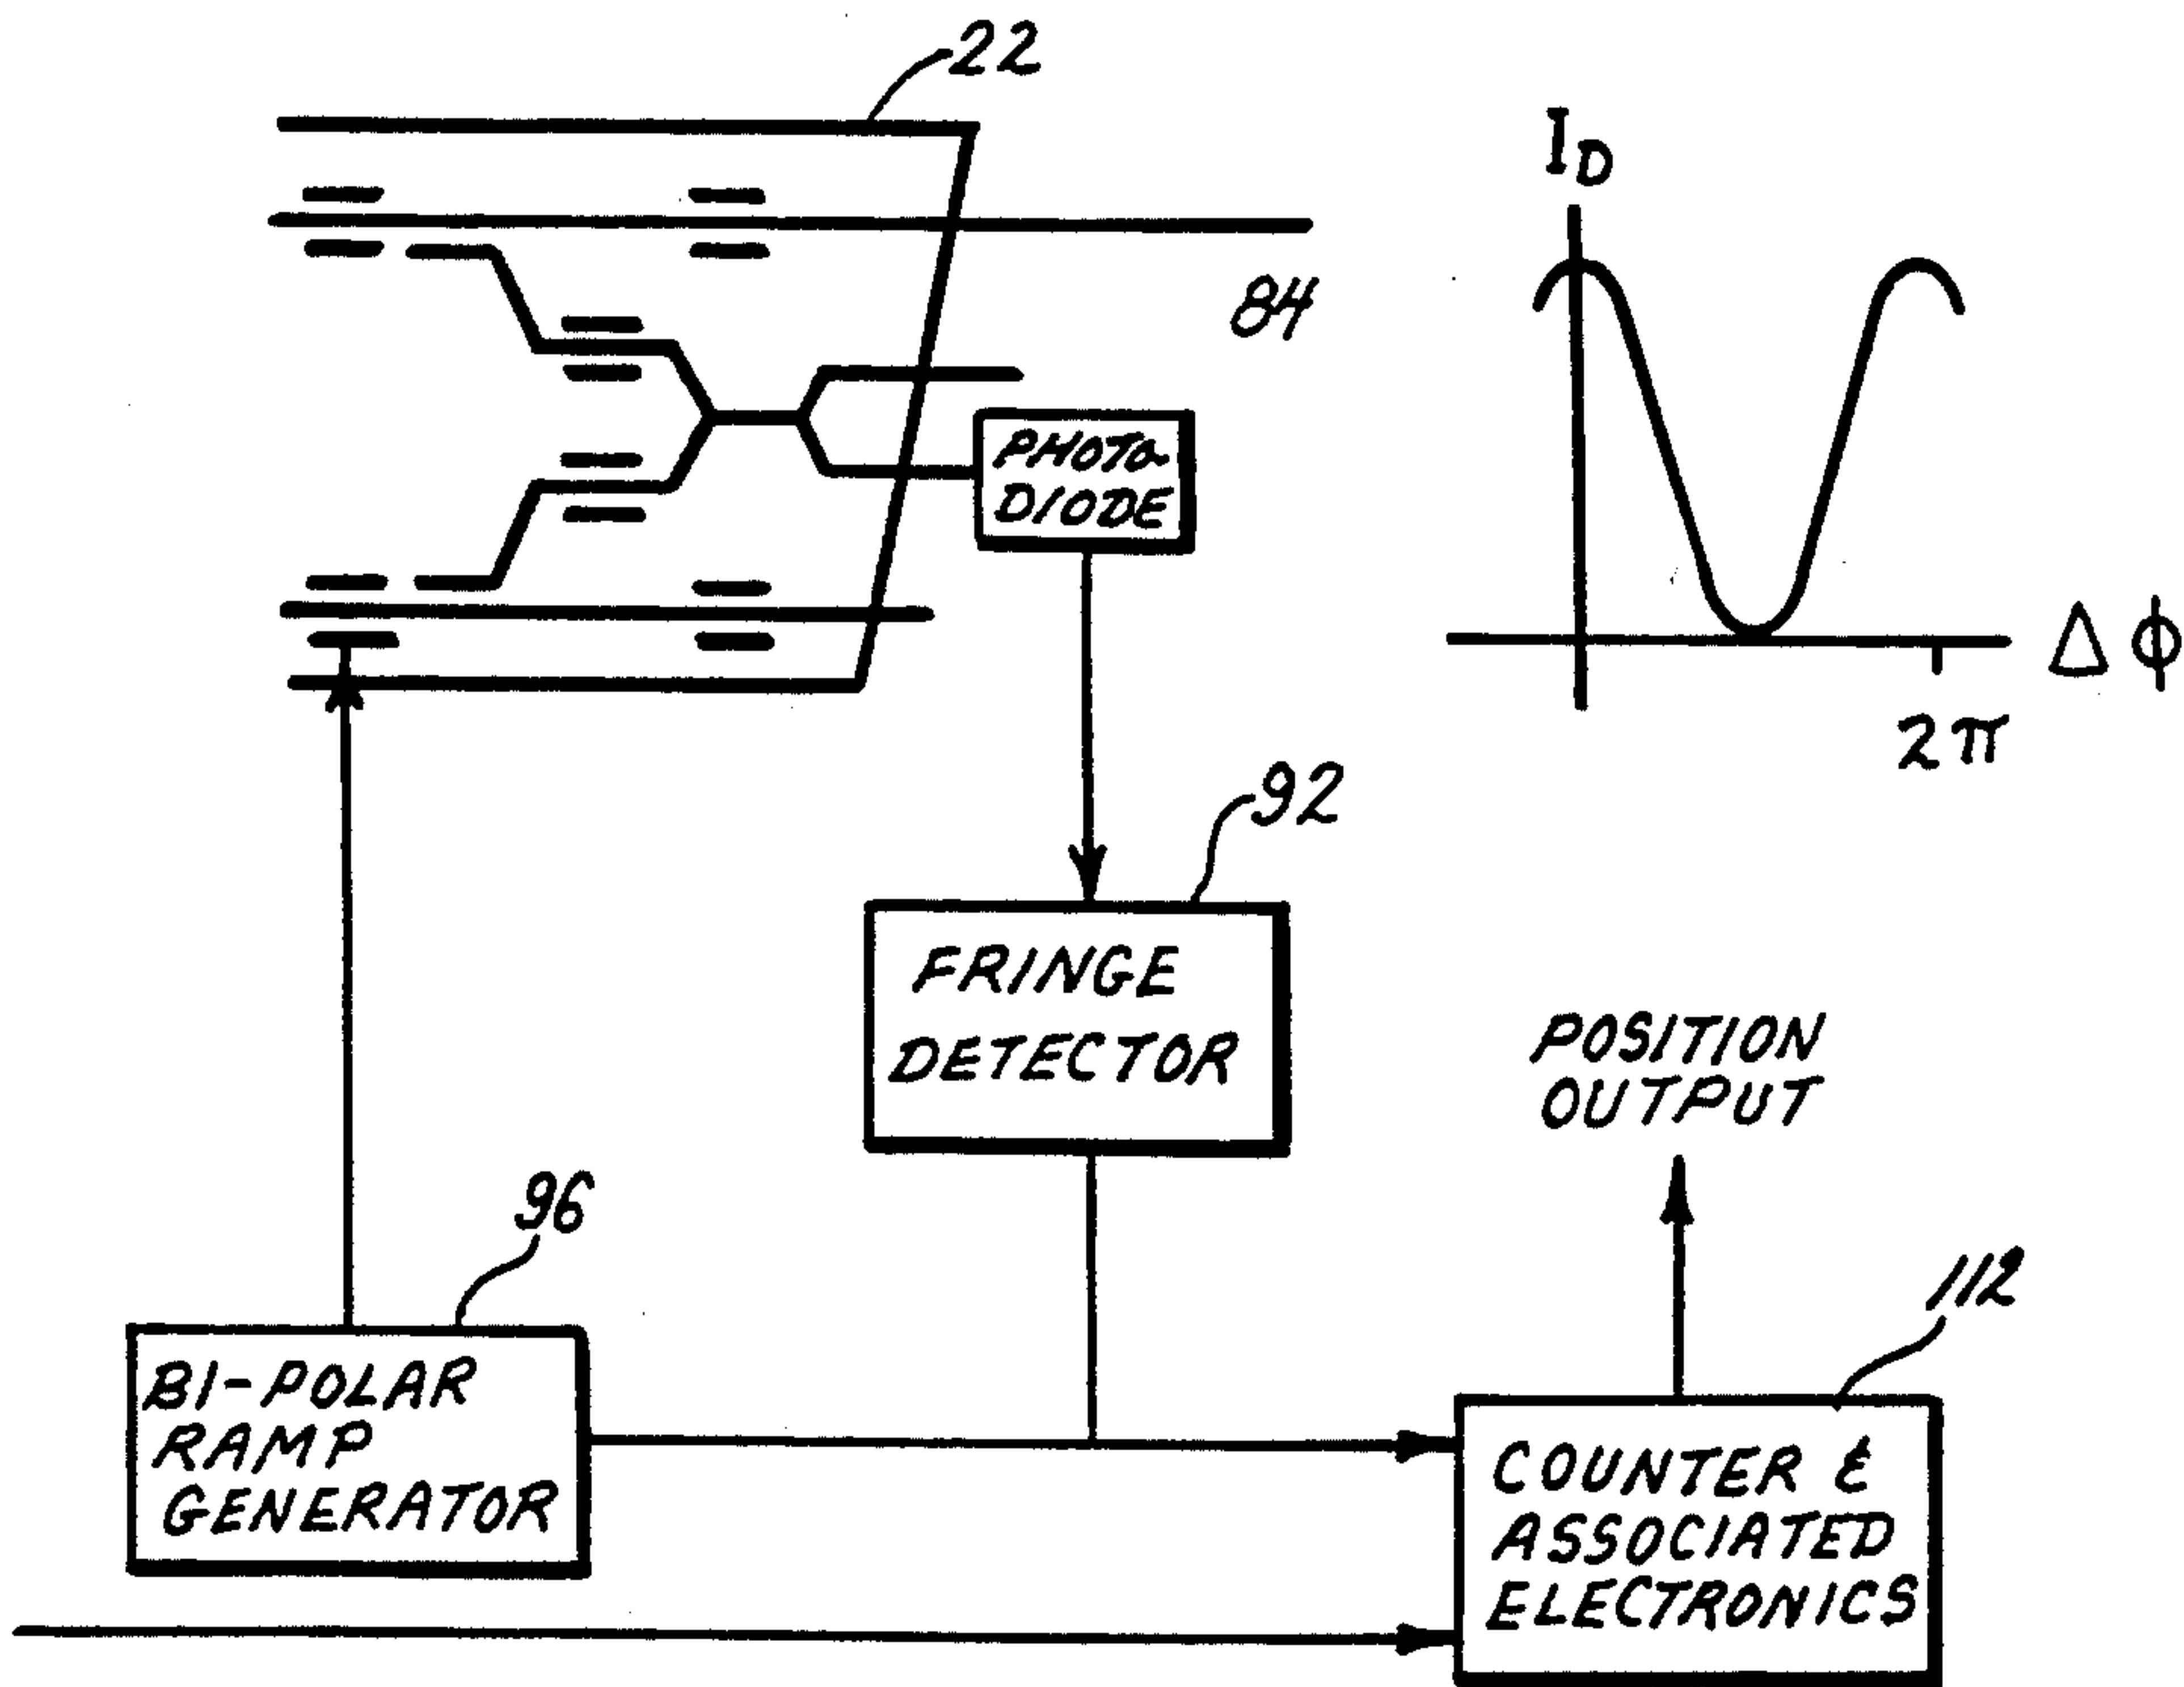 22
I_D
84
PHOTO-
DIODE
Δ ϕ
2π
92
FRINGE
DETECTOR
POSITION
OUTPUT
96
112
BI-POLAR
RAMP
GENERATOR
COUNTER &
ASSOCIATED
ELECTRONICS